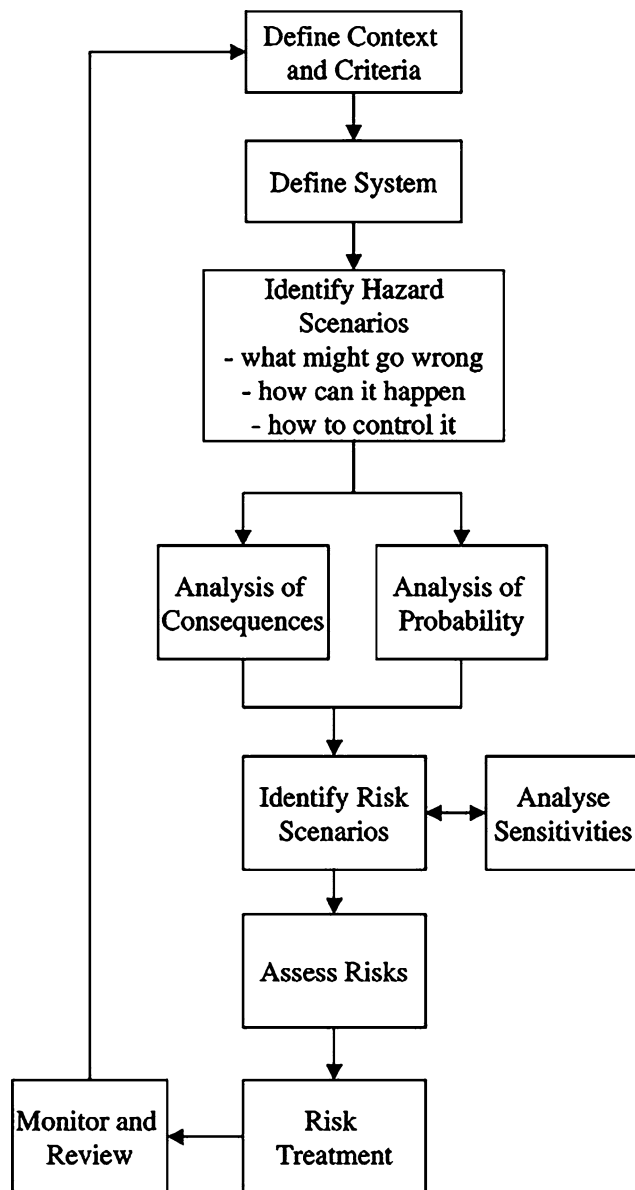 Define Context
and Criteria
Define System
Identify Hazard
Scenarios
- what might go wrong
- how can it happen
- how to control it
Analysis of
Consequences
Analysis of
Probability
Identify Risk
Scenarios
Analyse
Sensitivities
Assess Risks
Monitor and
Review
Risk
Treatment